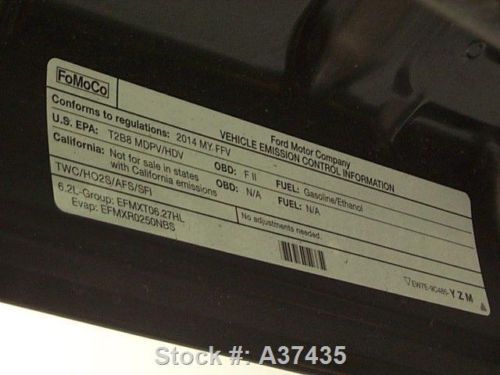 FoMoCo
Ford Motor Company
VEHICLE EMISSION CONTROL INFORMATION
Conforms to regulations: 2014 MY FFV
U.S. EPA: T2B8 MDPV/HDV OBD: F II FUEL: Gasoline/Ethanol
California: Not for sale in states with California emissions OBD: N/A FUEL: N/A
TWC/HO2S/AFS/SFI No adjustments needed.
6.2L-Group: EFMXT06.27HL
Evap: EFMXR0250NBS
EW7E-9C485-YZM
Stock #: A37435